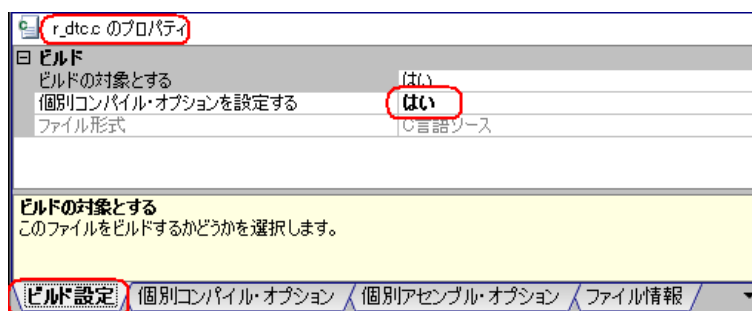 r_dtc.c のプロパティ
ビルド
ビルドの対象とする はい
個別コンパイル・オプションを設定する はい
ファイル形式 C言語ソース
ビルドの対象とする
このファイルをビルドするかどうかを選択します。
ビルド設定 個別コンパイル・オプション 個別アセンブル・オプション ファイル情報